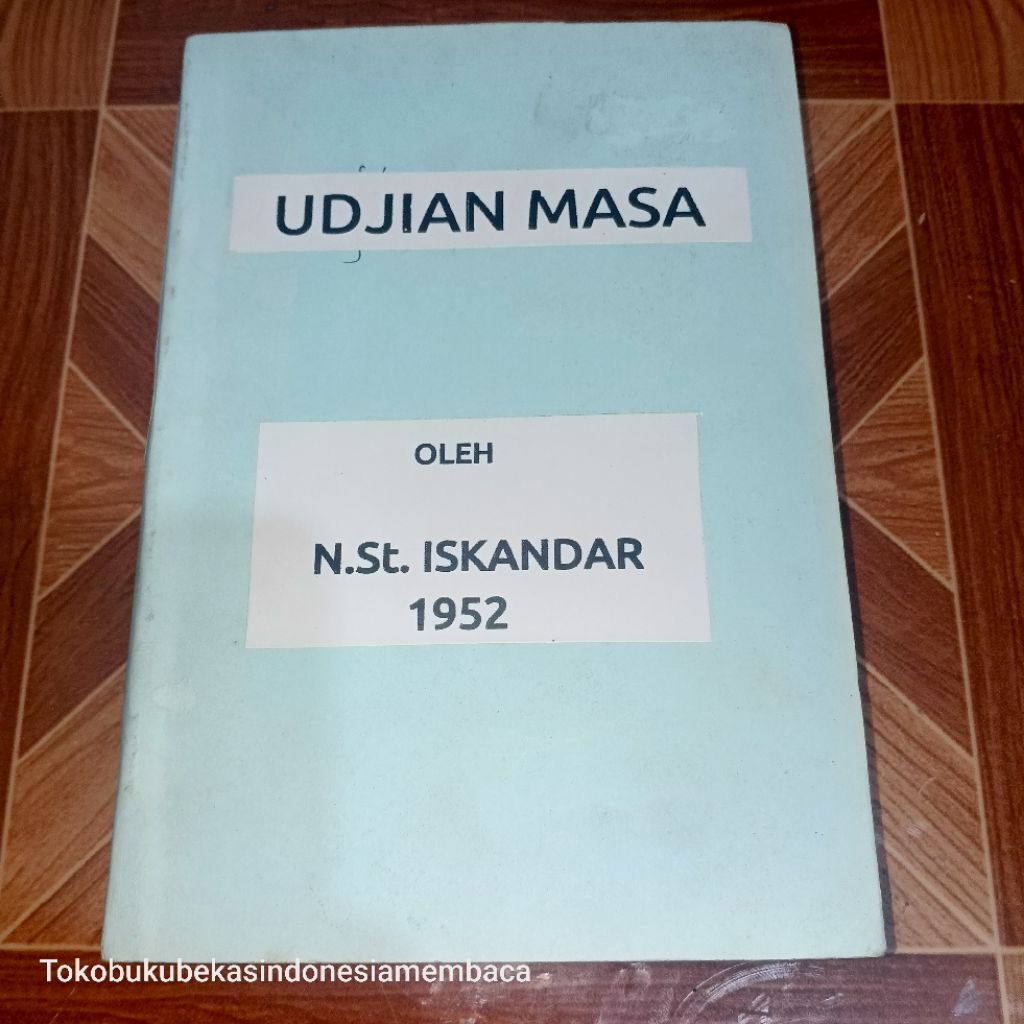 UDJIAN MASA
OLEH
N.St. ISKANDAR
1952
Tokobukubekasindonesiamembaca